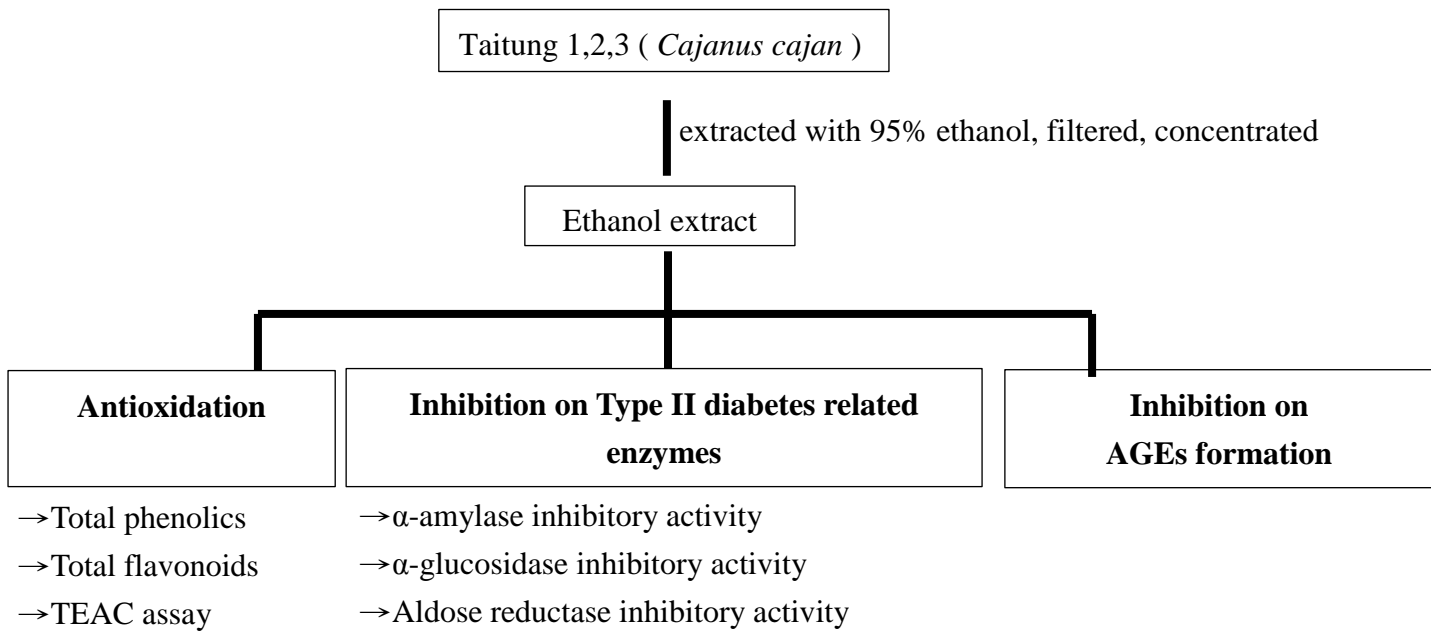 Taitung 1,2,3 ( Cajanus cajan )
extracted with 95% ethanol, filtered, concentrated
Ethanol extract
Antioxidation
→Total phenolics
→Total flavonoids
→TEAC assay
Inhibition on Type II diabetes related
enzymes
→α-amylase inhibitory activity
→α-glucosidase inhibitory activity
→Aldose reductase inhibitory activity
Inhibition on
AGEs formation